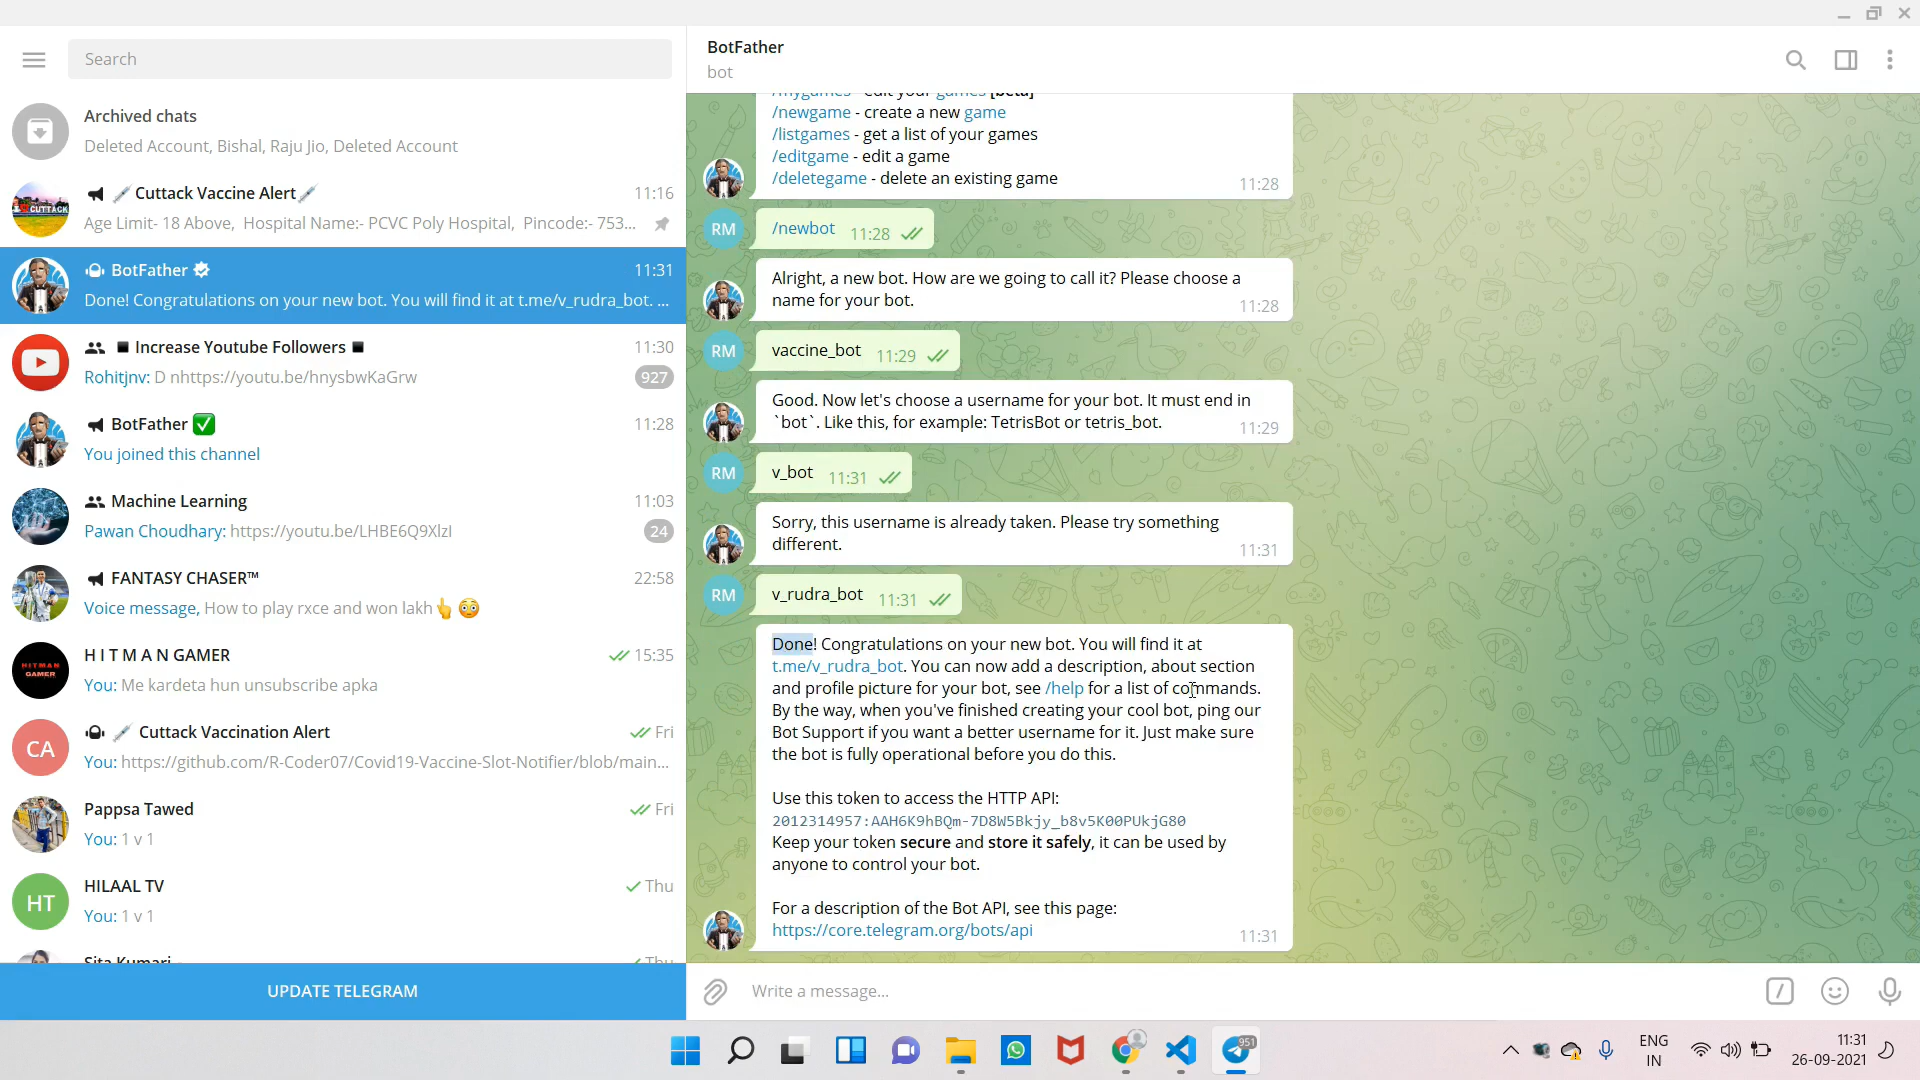 Search
Archived chats
Deleted Account, Bishal, Raju Jio, Deleted Account
Cuttack Vaccine Alert
11:16
Age Limit- 18 Above, Hospital Name:- PCVC Poly Hospital, Pincode:- 753...
BotFather
11:31
Done! Congratulations on your new bot. You will find it at t.me/v_rudra_bot. ...
Increase Youtube Followers
11:30
Rohitjnv: D nhttps://youtu.be/hnysbwKaGrw
927
BotFather ✅
11:28
You joined this channel
Machine Learning
11:03
Pawan Choudhary: https://youtu.be/LHBE6Q9XlzI
24
FANTASY CHASER™
22:58
Voice message, How to play rxce and won lakh👆😳
HITMAN
GAMER
H I T M A N GAMER
15:35
You: Me kardeta hun unsubscribe apka
CA
Cuttack Vaccination Alert
Fri
You: https://github.com/R-Coder07/Covid19-Vaccine-Slot-Notifier/blob/main...
Pappsa Tawed
Fri
You: 1 v 1
HT
HILAAL TV
Thu
You: 1 v 1
Sita Kumari
Thu
UPDATE TELEGRAM
BotFather
bot
/mygames - edit your games [beta]
/newgame - create a new game
/listgames - get a list of your games
/editgame - edit a game
/deletegame - delete an existing game
11:28
RM
/newbot 11:28
Alright, a new bot. How are we going to call it? Please choose a
name for your bot.
11:28
RM
vaccine_bot 11:29
Good. Now let's choose a username for your bot. It must end in
`bot`. Like this, for example: TetrisBot or tetris_bot.
11:29
RM
v_bot 11:31
Sorry, this username is already taken. Please try something
different.
11:31
RM
v_rudra_bot 11:31
Done! Congratulations on your new bot. You will find it at
t.me/v_rudra_bot. You can now add a description, about section
and profile picture for your bot, see /help for a list of commands.
By the way, when you've finished creating your cool bot, ping our
Bot Support if you want a better username for it. Just make sure
the bot is fully operational before you do this.
Use this token to access the HTTP API:
2012314957:AAH6K9hBQm-7D8W5Bkjy_b8v5K00PUkjG80
Keep your token secure and store it safely, it can be used by
anyone to control your bot.
For a description of the Bot API, see this page:
https://core.telegram.org/bots/api
11:31
Write a message...
951
ENG
IN
11:31
26-09-2021